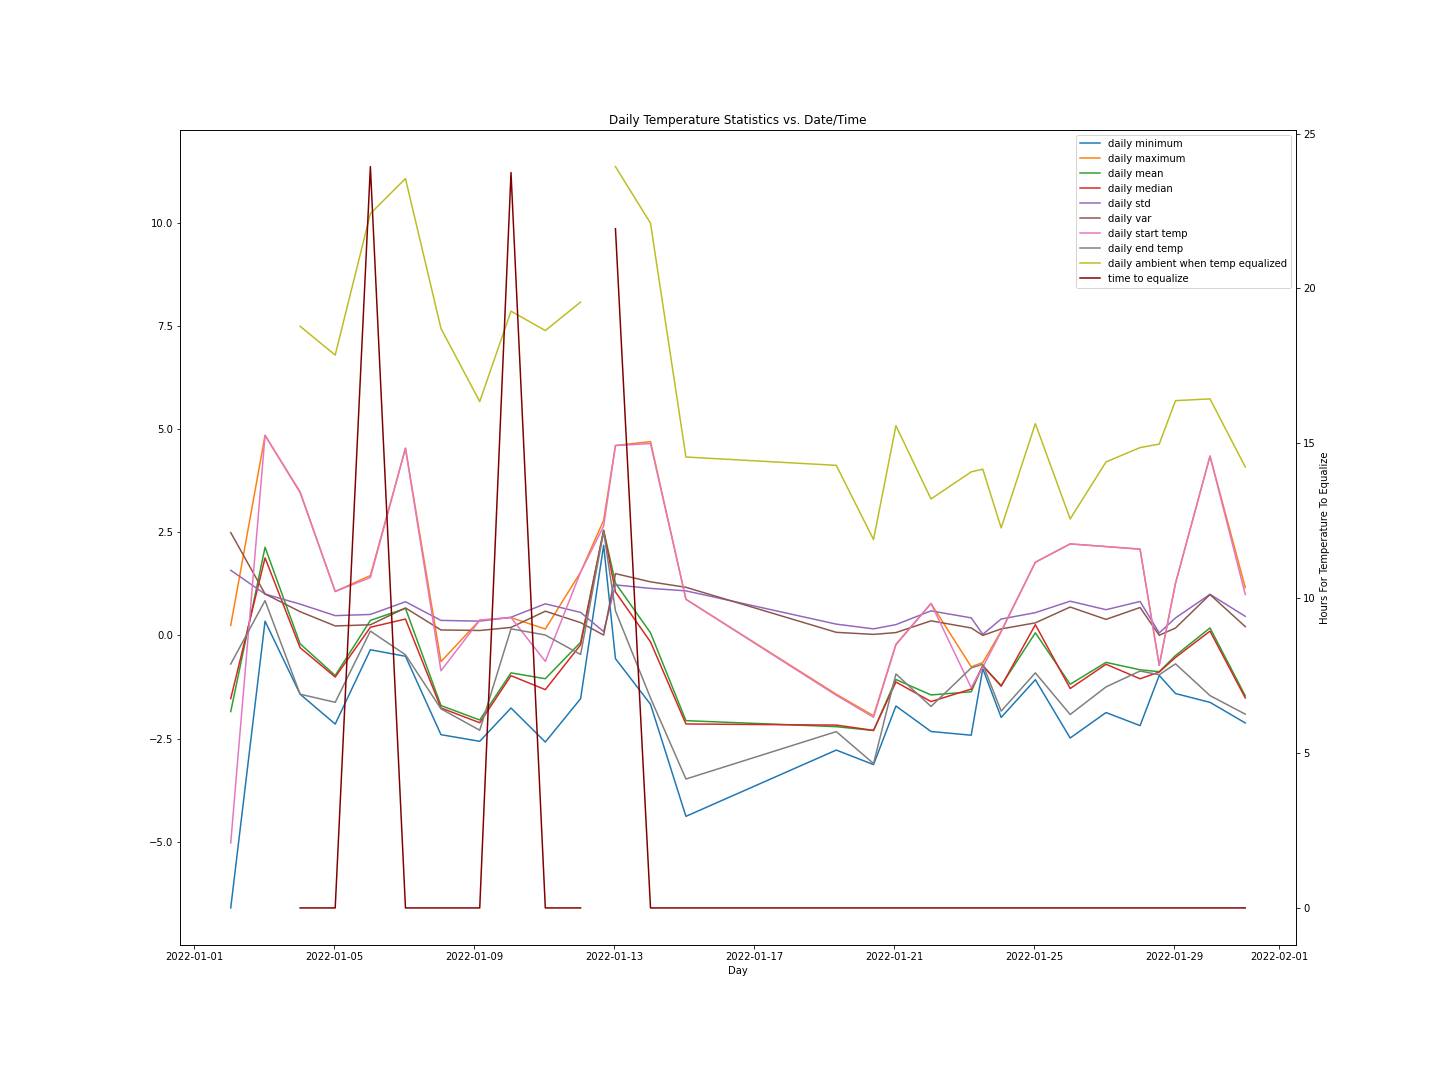 Daily Temperature Statistics vs. Date/Time
daily minimum
daily maximum
daily mean
daily median
daily std
daily var
daily start temp
daily end temp
daily ambient when temp equalized
time to equalize
10.0
7.5
5.0
2.5
0.0
−2.5
−5.0
25
20
15
10
5
0
Hours For Temperature To Equalize
2022-01-01 2022-01-05 2022-01-09 2022-01-13 2022-01-17 2022-01-21 2022-01-25 2022-01-29 2022-02-01
Day